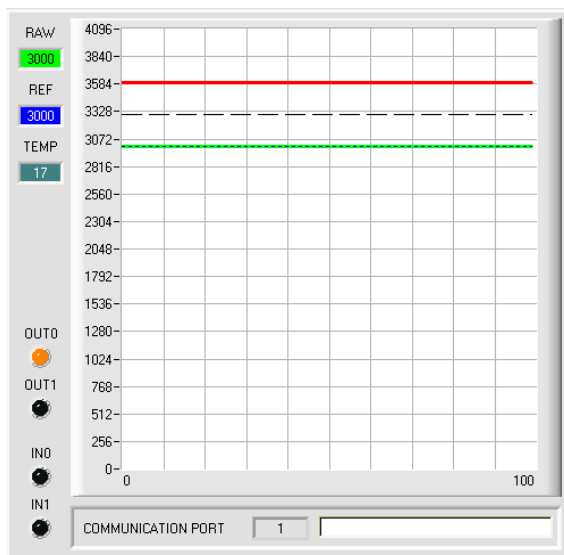 RAW
3000
REF
3000
TEMP
17
OUT0
OUT1
IN0
IN1
4096
3840
3584
3328
3072
2816
2560
2304
2048
1792
1536
1280
1024
768
512
256
0
0 100
COMMUNICATION PORT 1